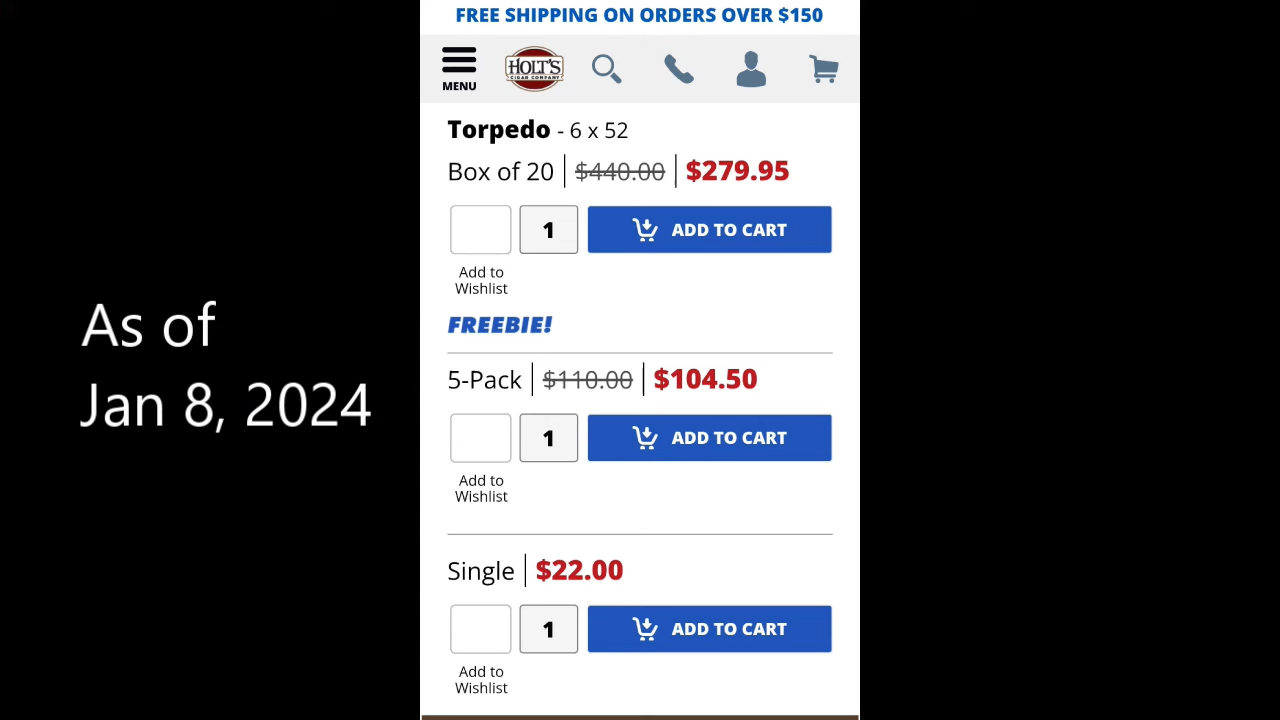 FREE SHIPPING ON ORDERS OVER $150
MENU
HOLT'S
CIGAR COMPANY
Torpedo - 6 x 52
Box of 20 | $440.00 | $279.95
1
ADD TO CART
Add to
Wishlist
FREEBIE!
As of
Jan 8, 2024
5-Pack | $110.00 | $104.50
1
ADD TO CART
Add to
Wishlist
Single | $22.00
1
ADD TO CART
Add to
Wishlist